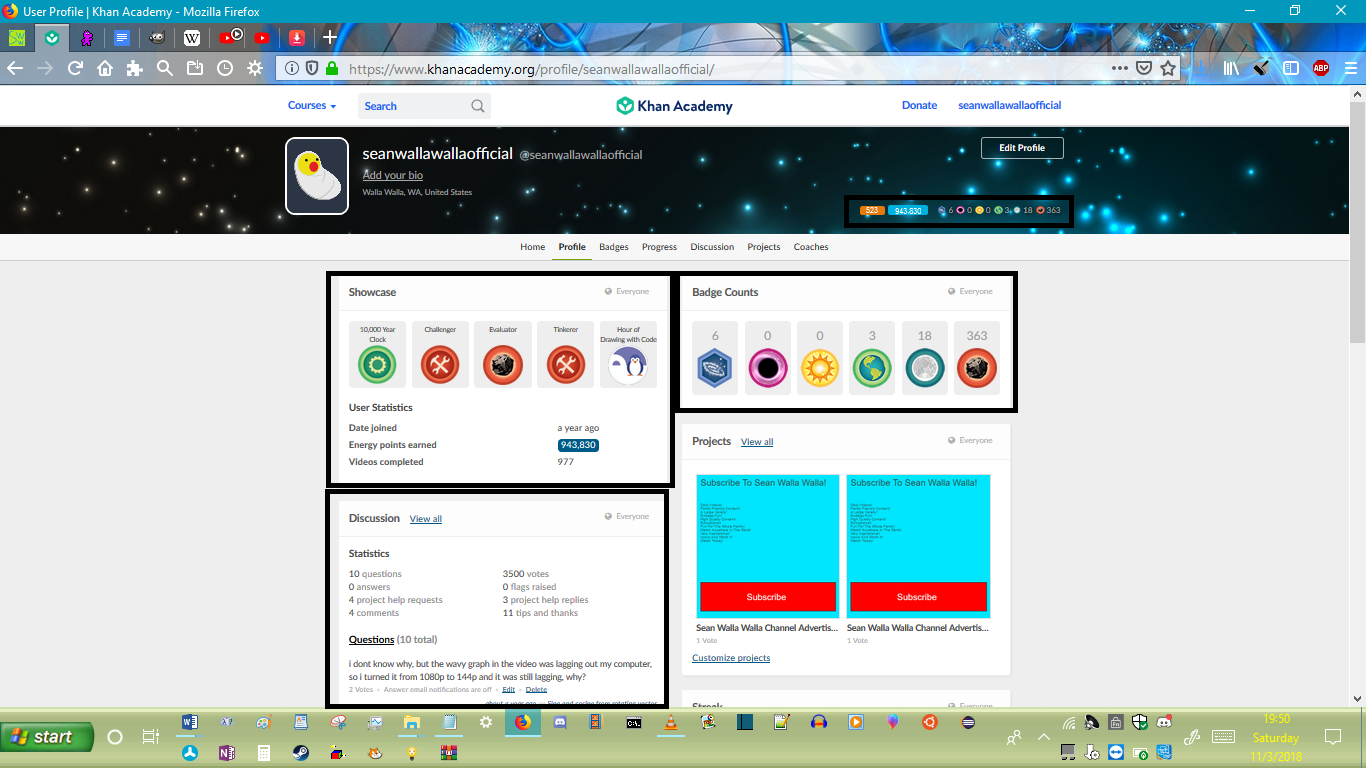 User Profile | Khan Academy - Mozilla Firefox
https://www.khanacademy.org/profile/seanwallawallaofficial/
ABP
Courses
Search
Khan Academy
Donate
seanwallawallaofficial
seanwallawallaofficial @seanwallawallaofficial
Edit Profile
Add your bio
Walla Walla, WA, United States
523 943,830 6 0 0 3 18 363
Home Profile Badges Progress Discussion Projects Coaches
Showcase Everyone
10,000 Year Clock
Challenger
Evaluator
Tinkerer
Hour of Drawing with Code
User Statistics
Date joined a year ago
Energy points earned 943,830
Videos completed 977
Badge Counts Everyone
6 0 0 3 18 363
Discussion View all Everyone
Statistics
10 questions 3500 votes
0 answers 0 flags raised
4 project help requests 3 project help replies
4 comments 11 tips and thanks
Questions (10 total)
i dont know why, but the wavy graph in the video was lagging out my computer,
so i turned it from 1080p to 144p and it was still lagging, why?
2 Votes • Answer email notifications are off • Edit • Delete
about a year ago
Projects View all Everyone
Subscribe To Sean Walla Walla!
Subscribe
Subscribe To Sean Walla Walla!
Subscribe
Sean Walla Walla Channel Advertis...
1 Vote
Sean Walla Walla Channel Advertis...
1 Vote
Customize projects
Streak Everyone
start
19:50
Saturday
11/3/2018